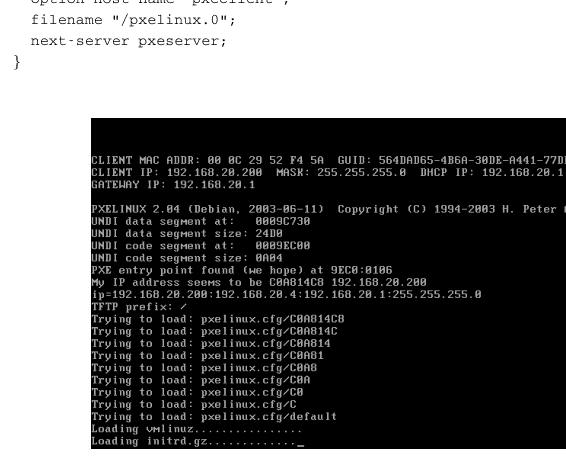 option host-name "pxeclient";
filename "/pxelinux.0";
next-server pxeserver;
}
CLIENT MAC ADDR: 00 0C 29 52 F4 5A GUID: 564DAD65-4B6A-30DE-A441-77D
CLIENT IP: 192.168.20.200 MASK: 255.255.255.0 DHCP IP: 192.168.20.1
GATEWAY IP: 192.168.20.1
PXELINUX 2.04 (Debian, 2003-06-11) Copyright (C) 1994-2003 H. Peter
UNDI data segment at: 0009C730
UNDI data segment size: 24D0
UNDI code segment at: 0009EC00
UNDI code segment size: 0A04
PXE entry point found (we hope) at 9EC0:0106
My IP address seems to be C0A814C8 192.168.20.200
ip=192.168.20.200:192.168.20.4:192.168.20.1:255.255.255.0
TFTP prefix: /
Trying to load: pxelinux.cfg/C0A814C8
Trying to load: pxelinux.cfg/C0A814C
Trying to load: pxelinux.cfg/C0A814
Trying to load: pxelinux.cfg/C0A81
Trying to load: pxelinux.cfg/C0A8
Trying to load: pxelinux.cfg/C0A
Trying to load: pxelinux.cfg/C0
Trying to load: pxelinux.cfg/C
Trying to load: pxelinux.cfg/default
Loading vmlinuz................
Loading initrd.gz............._